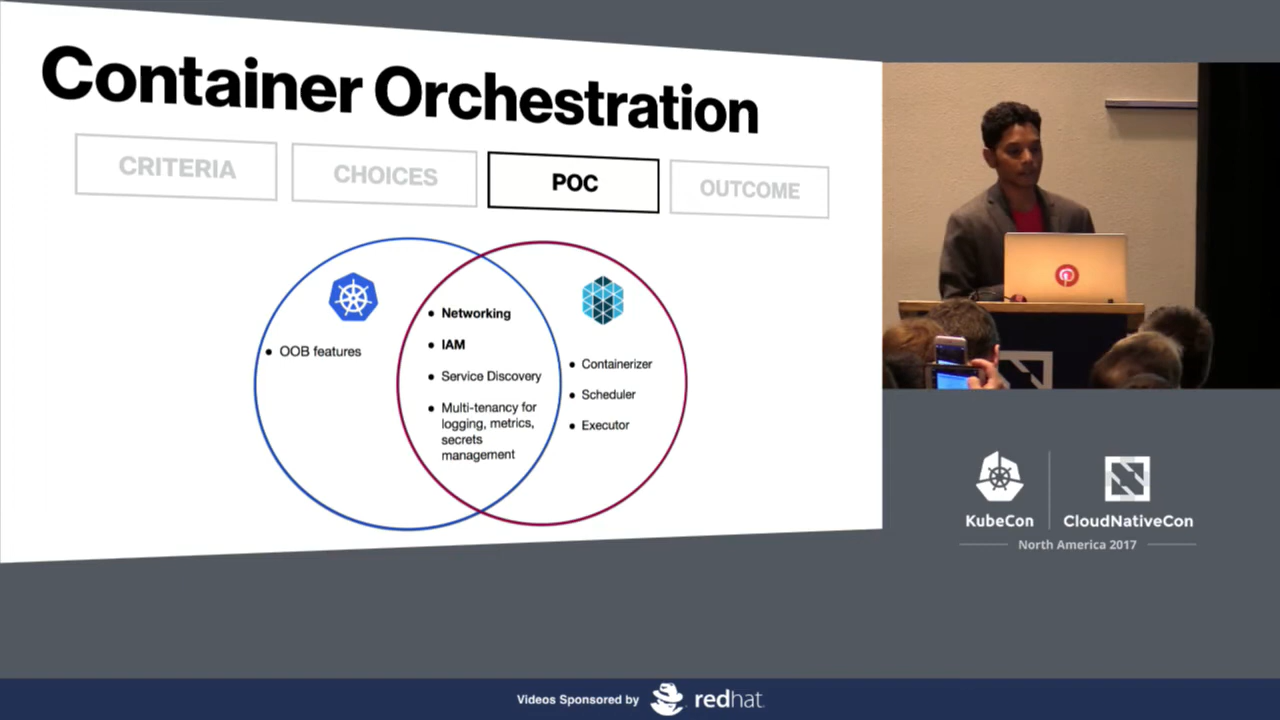 Container Orchestration
CRITERIA
CHOICES
POC
OUTCOME
• OOB features
• Networking
• IAM
• Service Discovery
• Multi-tenancy for
logging, metrics,
secrets
management
• Containerizer
• Scheduler
• Executor
KubeCon
CloudNativeCon
North America 2017
Videos Sponsored by
redhat.